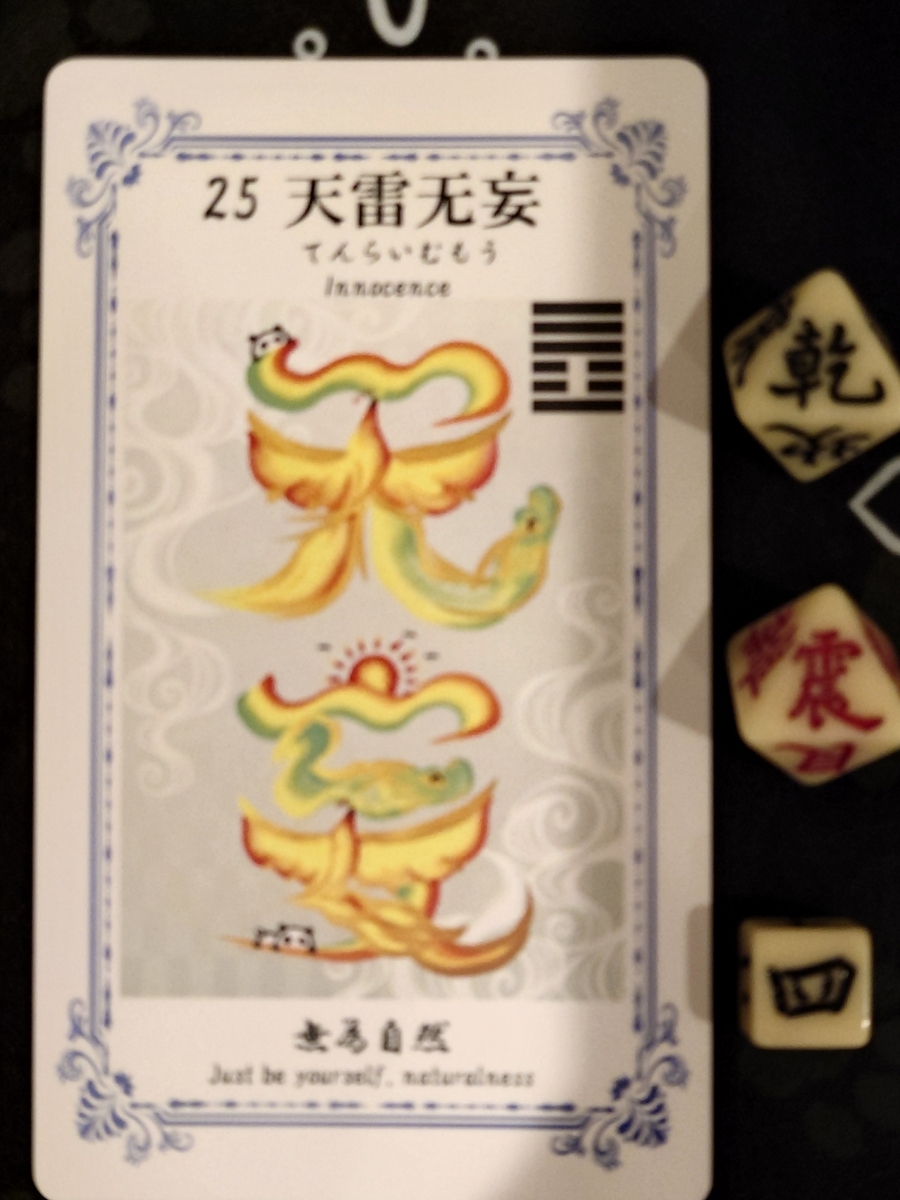 25 天雷无妄
てんらいむもう
Innocence
無為自然
Just be yourself, naturalness
乾
震
艮
四